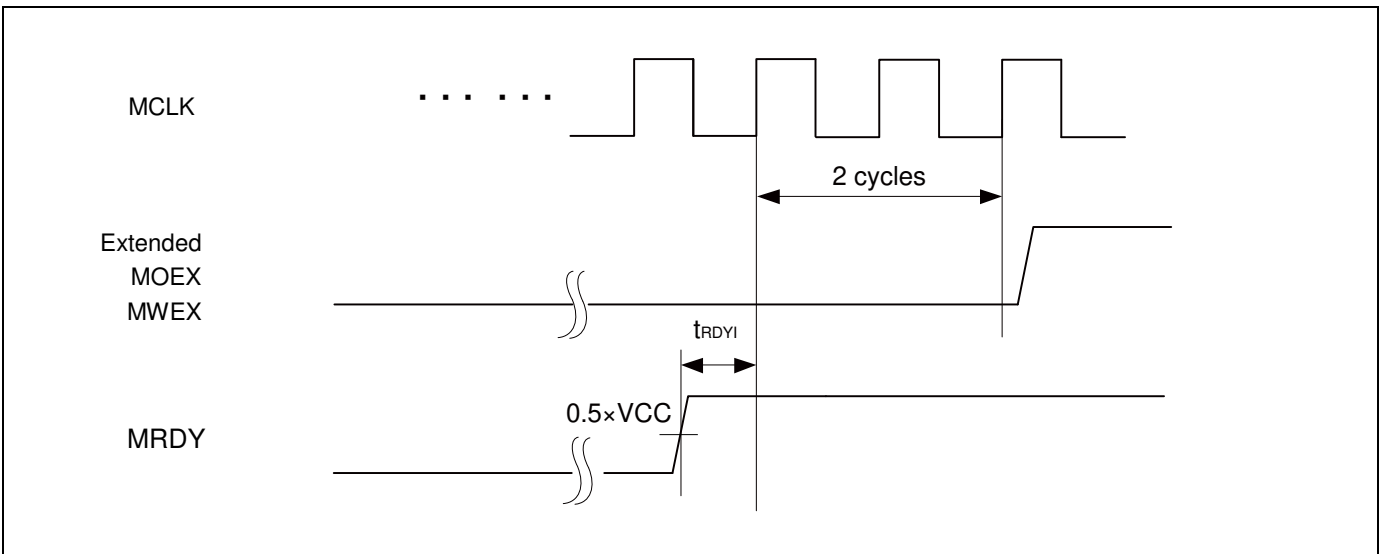 MCLK
2 cycles
Extended
MOEX
MWEX
tRDYI
0.5×VCC
MRDY